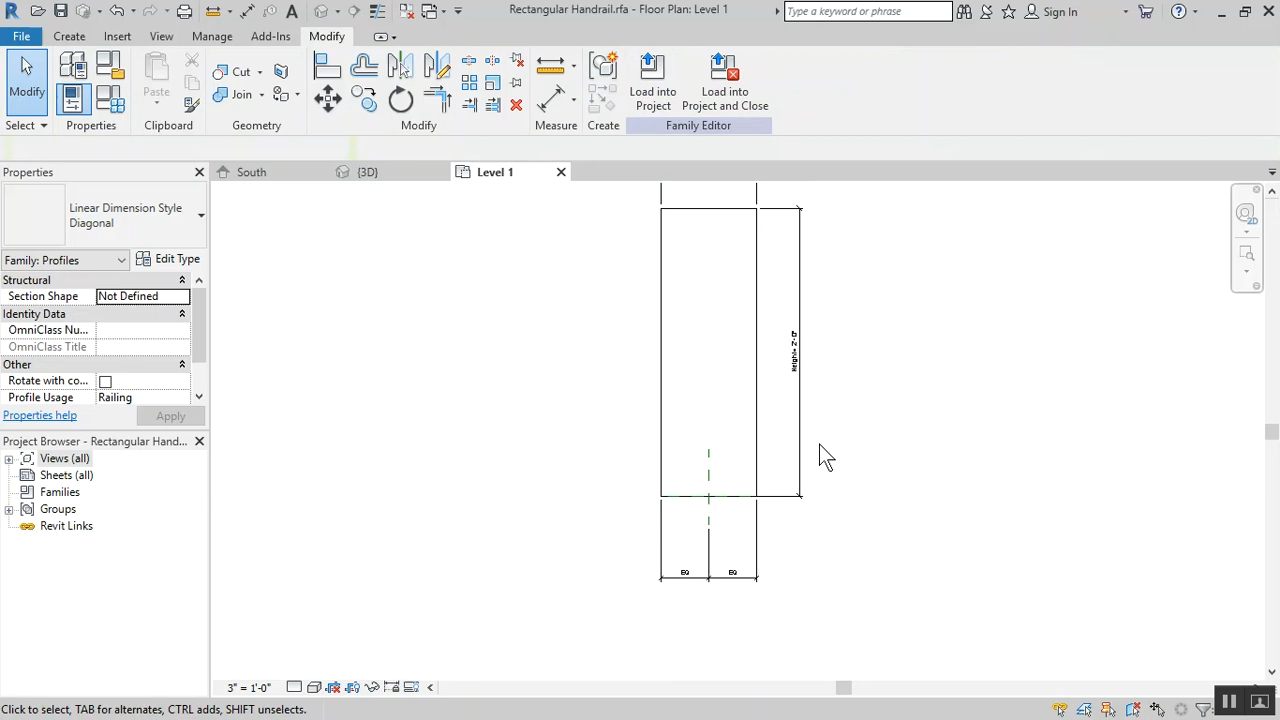 Rectangular Handrail.rfa - Floor Plan: Level 1
Type a keyword or phrase
Sign In
File Create Insert View Manage Add-Ins Modify
Modify
Paste
Cut
Join
Load into Project
Load into Project and Close
Select Properties Clipboard Geometry Modify Measure Create Family Editor
Properties
South
{3D}
Level 1
Linear Dimension Style
Diagonal
Family: Profiles
Edit Type
Structural
Section Shape Not Defined
Identity Data
OmniClass Nu...
OmniClass Title
Other
Rotate with co...
Profile Usage Railing
Properties help
Apply
Project Browser - Rectangular Hand...
Views (all)
Sheets (all)
Families
Groups
Revit Links
EQ EQ
2D
3" = 1'-0"
Click to select, TAB for alternates, CTRL adds, SHIFT unselects.